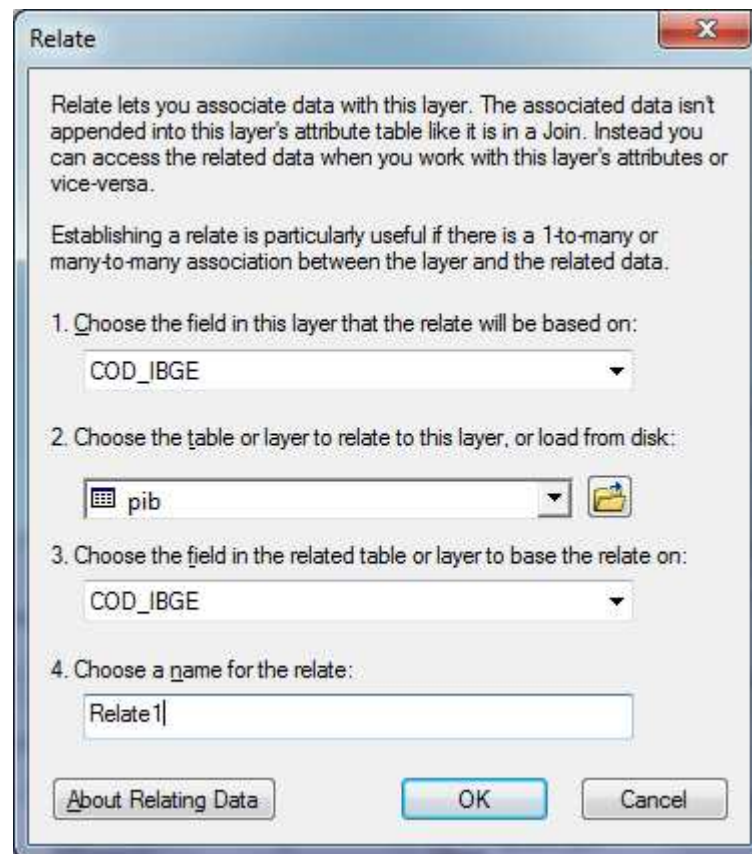 Relate
Relate lets you associate data with this layer. The associated data isn't
appended into this layer's attribute table like it is in a Join. Instead you
can access the related data when you work with this layer's attributes or
vice-versa.
Establishing a relate is particularly useful if there is a 1-to-many or
many-to-many association between the layer and the related data.
1. Choose the field in this layer that the relate will be based on:
COD_IBGE
2. Choose the table or layer to relate to this layer, or load from disk:
pib
3. Choose the field in the related table or layer to base the relate on:
COD_IBGE
4. Choose a name for the relate:
Relate1
About Relating Data OK Cancel